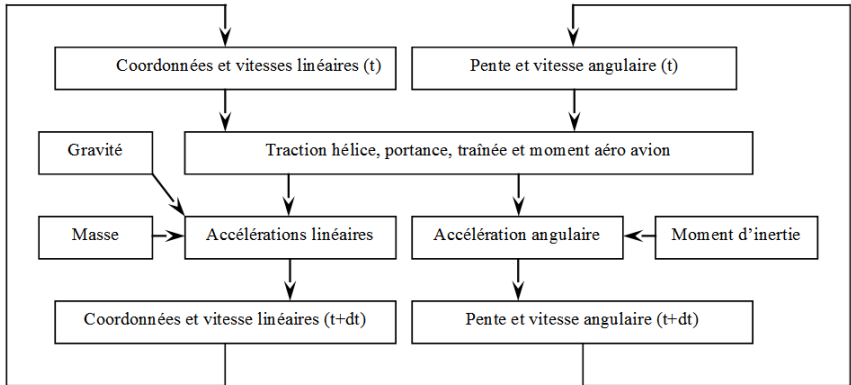 Coordonnées et vitesses linéaires (t)
Pente et vitesse angulaire (t)
Gravité
Traction hélice, portance, traînée et moment aéro avion
Masse
Accélérations linéaires
Accélération angulaire
Moment d’inertie
Coordonnées et vitesse linéaires (t+dt)
Pente et vitesse angulaire (t+dt)